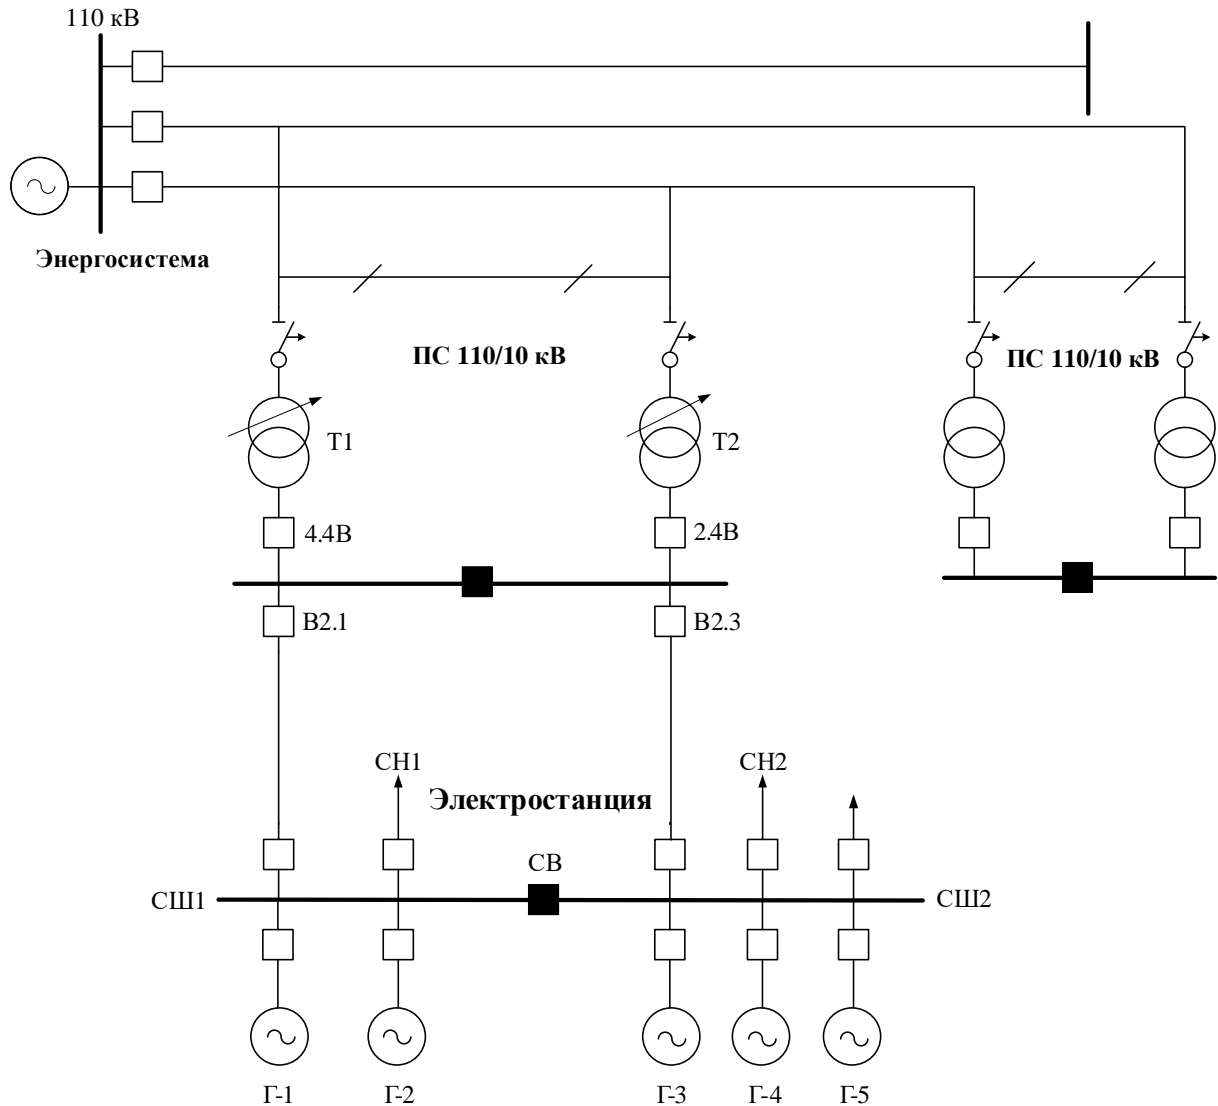 110 кВ
Энергосистема
ПС 110/10 кВ
ПС 110/10 кВ
Т1
Т2
4.4В
2.4В
В2.1
В2.3
СН1
СН2
Электростанция
СВ
СШ1
СШ2
Г-1
Г-2
Г-3
Г-4
Г-5